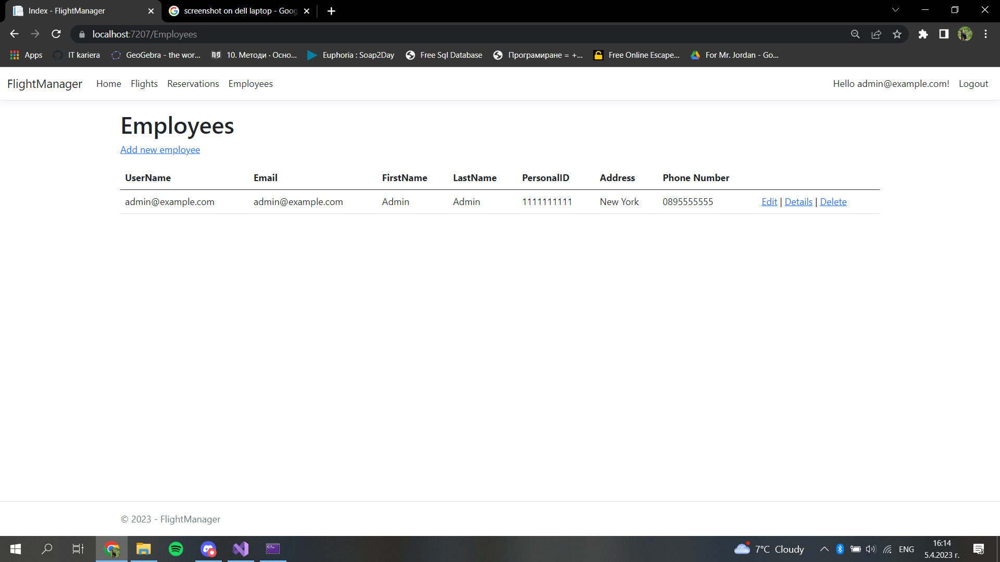 Index - FlightManager
screenshot on dell laptop - Goog
localhost:7207/Employees
Apps
IT kariera
GeoGebra - the wor...
10. Методи · Осно...
Euphoria : Soap2Day
Free Sql Database
Програмиране = +...
Free Online Escape...
For Mr. Jordan - Go...
FlightManager Home Flights Reservations Employees Hello admin@example.com! Logout
Employees
Add new employee
UserName Email FirstName LastName PersonalID Address Phone Number
admin@example.com admin@example.com Admin Admin 1111111111 New York 0895555555 Edit | Details | Delete
© 2023 - FlightManager
7°C Cloudy
ENG
16:14
5.4.2023 г.